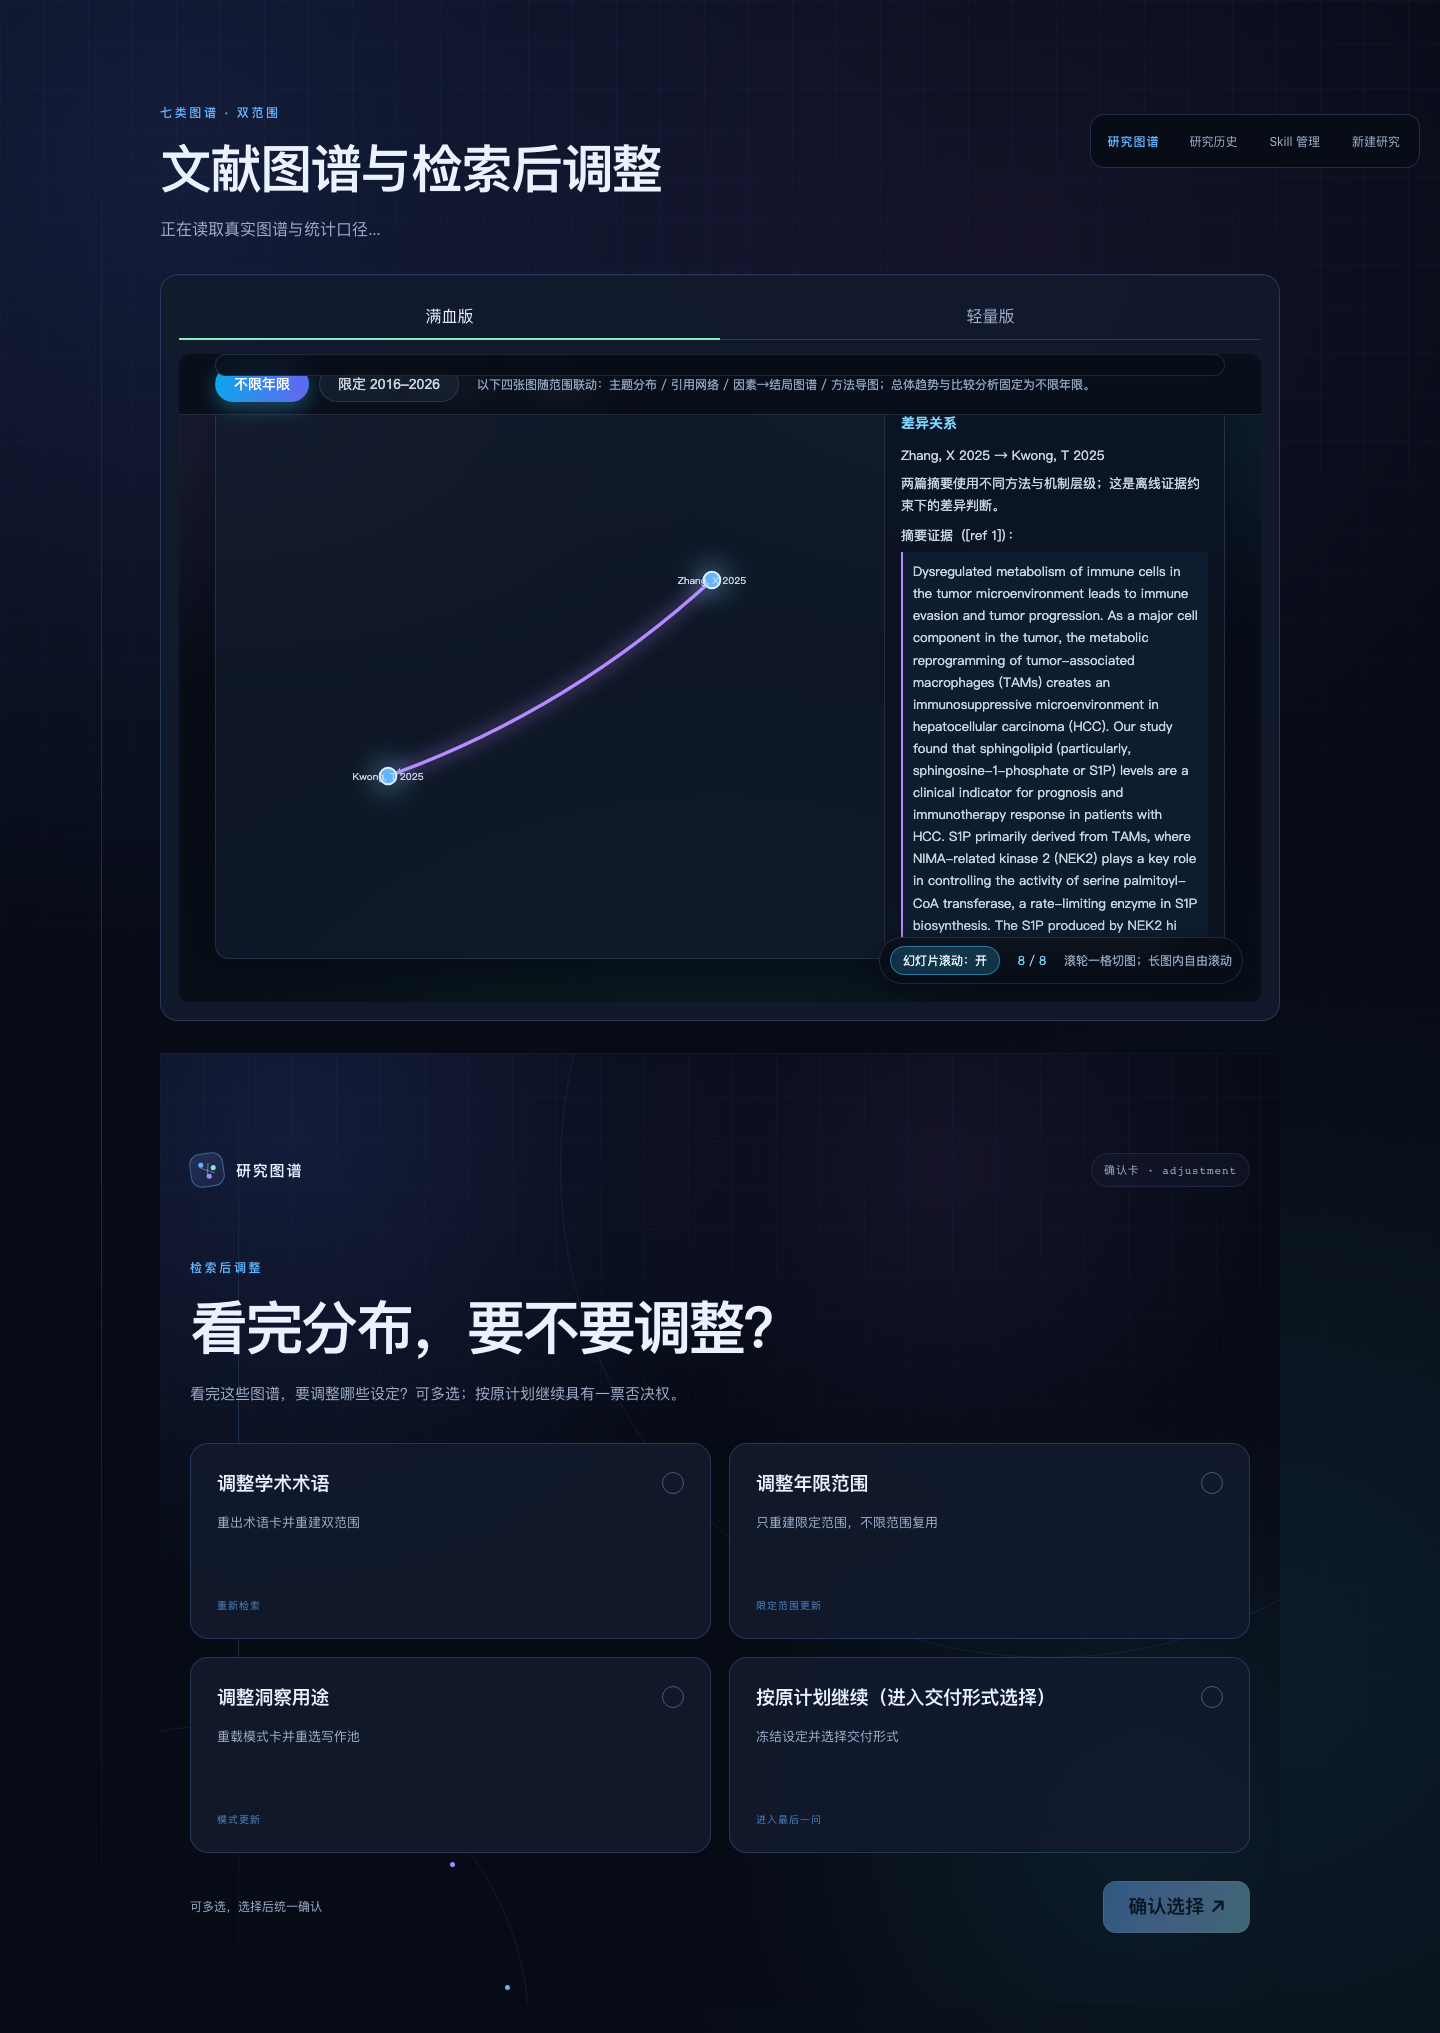 七类图谱 · 双范围
文献图谱与检索后调整
正在读取真实图谱与统计口径...
研究图谱
研究历史
Skill 管理
新建研究
满血版
轻量版
不限年限
限定 2016–2026
以下四张图随范围联动：主题分布 / 引用网络 / 因素→结局图谱 / 方法导图；总体趋势与比较分析固定为不限年限。
Zhang, X 2025
Kwong, T 2025
差异关系
Zhang, X 2025 → Kwong, T 2025
两篇摘要使用不同方法与机制层级；这是离线证据约
束下的差异判断。
摘要证据（[ref 1]）：
Dysregulated metabolism of immune cells in
the tumor microenvironment leads to immune
evasion and tumor progression. As a major cell
component in the tumor, the metabolic
reprogramming of tumor–associated
macrophages (TAMs) creates an
immunosuppressive microenvironment in
hepatocellular carcinoma (HCC). Our study
found that sphingolipid (particularly,
sphingosine–1–phosphate or S1P) levels are a
clinical indicator for prognosis and
immunotherapy response in patients with
HCC. S1P primarily derived from TAMs, where
NIMA–related kinase 2 (NEK2) plays a key role
in controlling the activity of serine palmitoyl–
CoA transferase, a rate–limiting enzyme in S1P
biosynthesis. The S1P produced by NEK2 hi
幻灯片滚动：开
8 / 8
滚轮一格切图；长图内自由滚动
研究图谱
确认卡 · adjustment
检索后调整
看完分布，要不要调整？
看完这些图谱，要调整哪些设定？可多选；按原计划继续具有一票否决权。
调整学术术语
重出术语卡并重建双范围
重新检索
调整年限范围
只重建限定范围，不限范围复用
限定范围更新
调整洞察用途
重载模式卡并重选写作池
模式更新
按原计划继续（进入交付形式选择）
冻结设定并选择交付形式
进入最后一问
可多选，选择后统一确认
确认选择 ↗